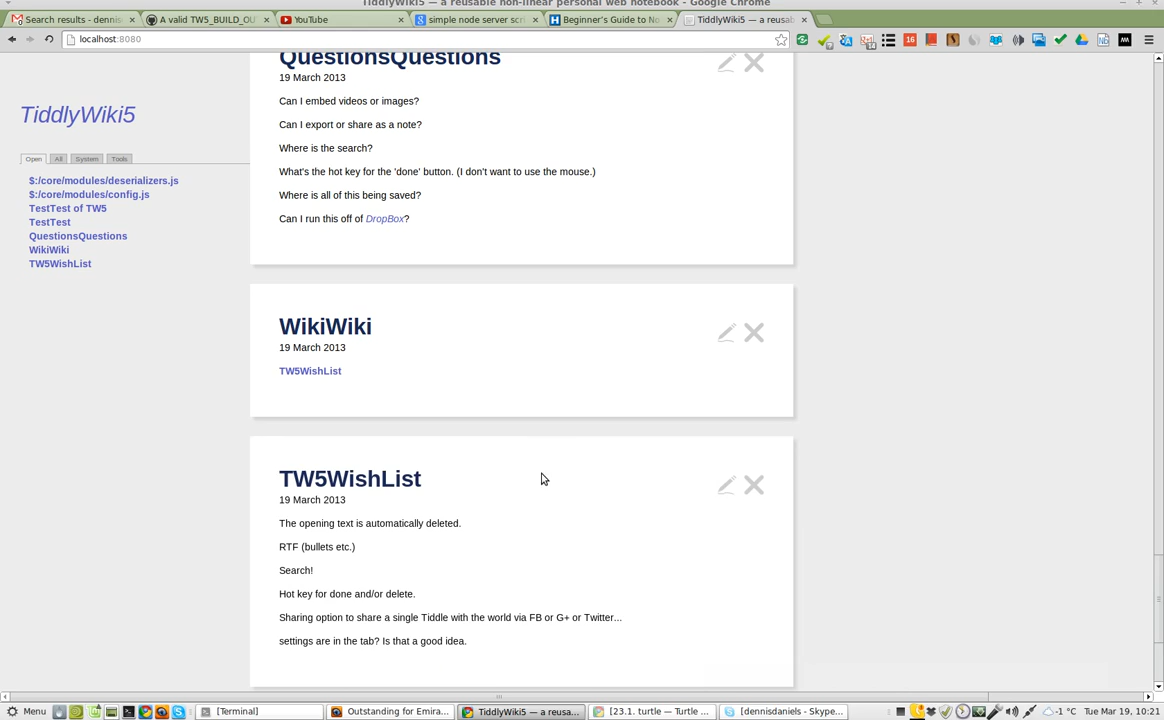 TiddlyWiki5 — a reusable non-linear personal web notebook - Google Chrome
Search results - dennis
A valid TW5_BUILD_OU
YouTube
simple node server scri
Beginner's Guide to No
TiddlyWiki5 — a reusab
localhost:8080
16
14
TiddlyWiki5
Open All System Tools
$:/core/modules/deserializers.js
$:/core/modules/config.js
TestTest of TW5
TestTest
QuestionsQuestions
WikiWiki
TW5WishList
QuestionsQuestions
19 March 2013
Can I embed videos or images?
Can I export or share as a note?
Where is the search?
What's the hot key for the 'done' button. (I don't want to use the mouse.)
Where is all of this being saved?
Can I run this off of DropBox?
WikiWiki
19 March 2013
TW5WishList
TW5WishList
19 March 2013
The opening text is automatically deleted.
RTF (bullets etc.)
Search!
Hot key for done and/or delete.
Sharing option to share a single Tiddle with the world via FB or G+ or Twitter...
settings are in the tab? Is that a good idea.
Menu
[Terminal]
Outstanding for Emira...
TiddlyWiki5 — a reusa...
[23.1. turtle — Turtle ...
[dennisdaniels - Skype...
-1 °C Tue Mar 19, 10:21